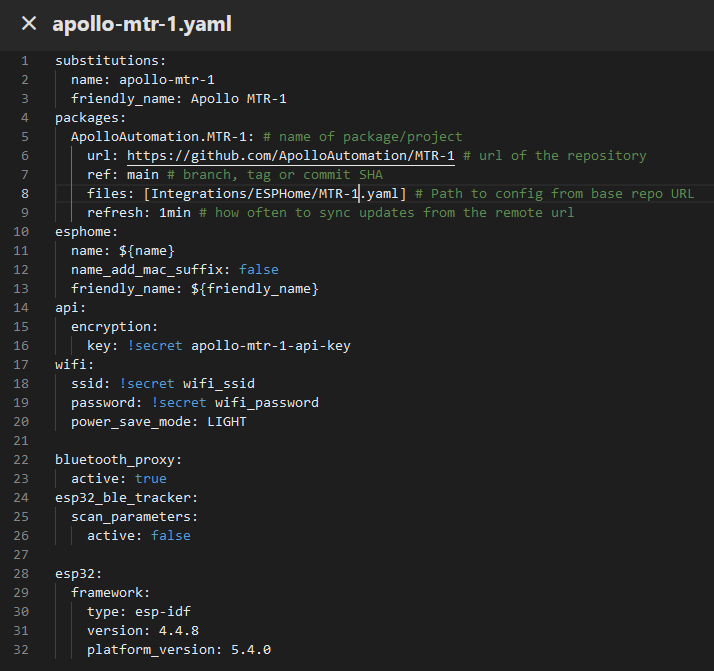 ✕ apollo-mtr-1.yaml
1 substitutions:
2   name: apollo-mtr-1
3   friendly_name: Apollo MTR-1
4 packages:
5   ApolloAutomation.MTR-1: # name of package/project
6     url: https://github.com/ApolloAutomation/MTR-1 # url of the repository
7     ref: main # branch, tag or commit SHA
8     files: [Integrations/ESPHome/MTR-1.yaml] # Path to config from base repo URL
9     refresh: 1min # how often to sync updates from the remote url
10 esphome:
11   name: ${name}
12   name_add_mac_suffix: false
13   friendly_name: ${friendly_name}
14 api:
15   encryption:
16     key: !secret apollo-mtr-1-api-key
17 wifi:
18   ssid: !secret wifi_ssid
19   password: !secret wifi_password
20   power_save_mode: LIGHT
21
22 bluetooth_proxy:
23   active: true
24 esp32_ble_tracker:
25   scan_parameters:
26     active: false
27
28 esp32:
29   framework:
30     type: esp-idf
31     version: 4.4.8
32     platform_version: 5.4.0